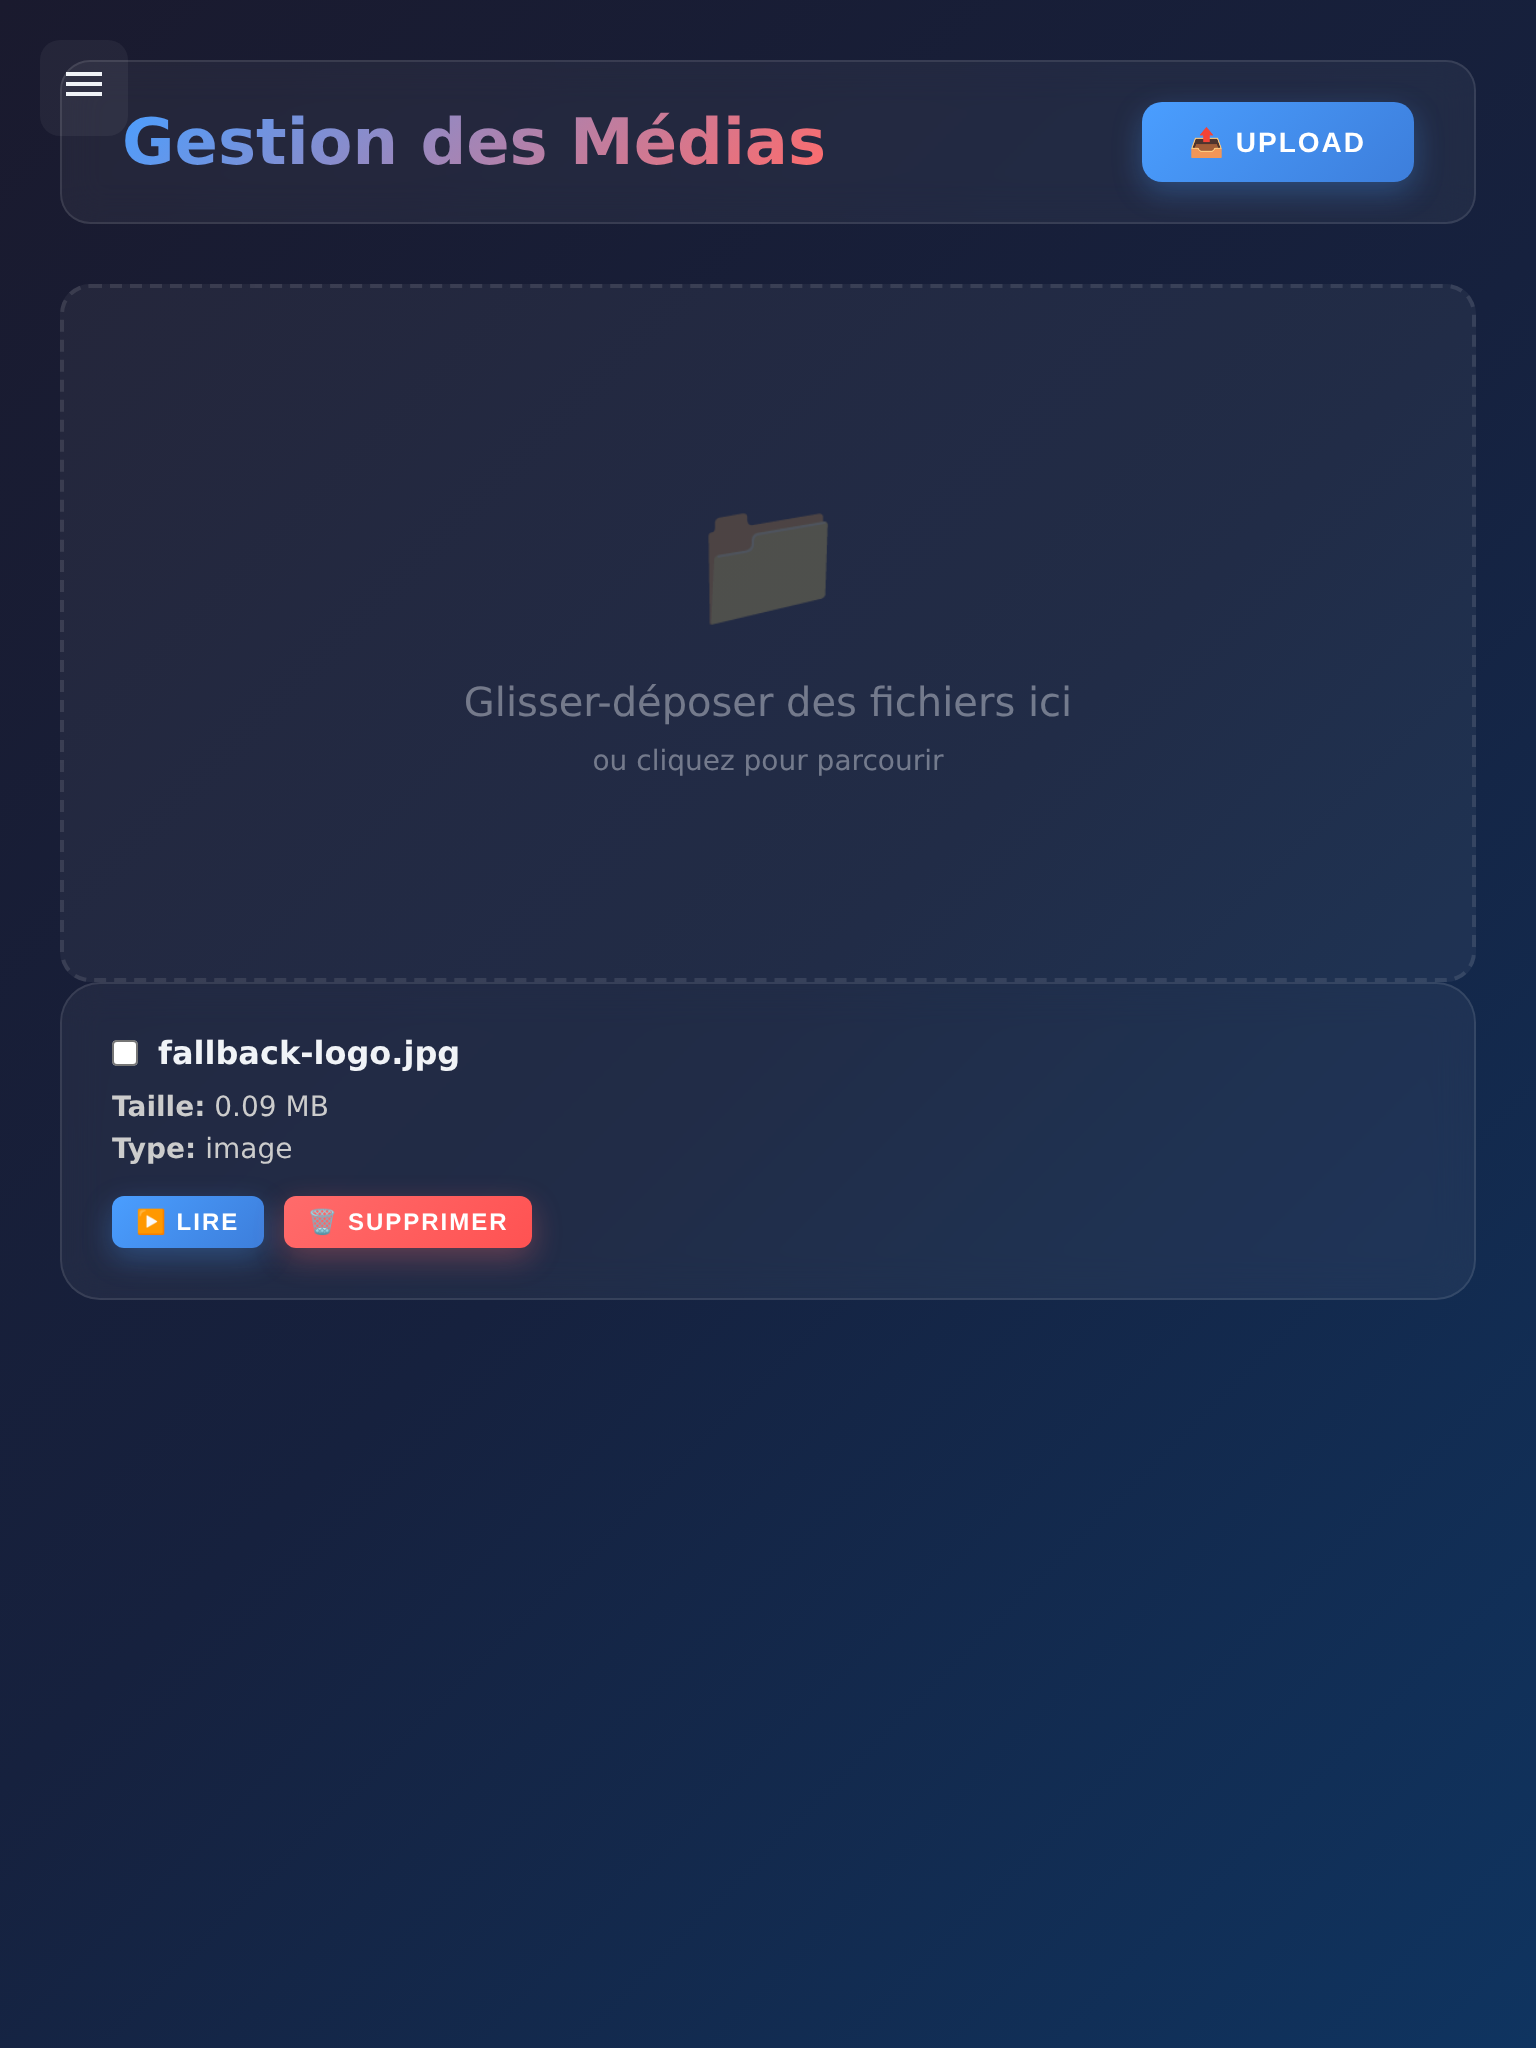 Gestion des Médias
UPLOAD
Glisser-déposer des fichiers ici
ou cliquez pour parcourir
fallback-logo.jpg
Taille: 0.09 MB
Type: image
LIRE
SUPPRIMER